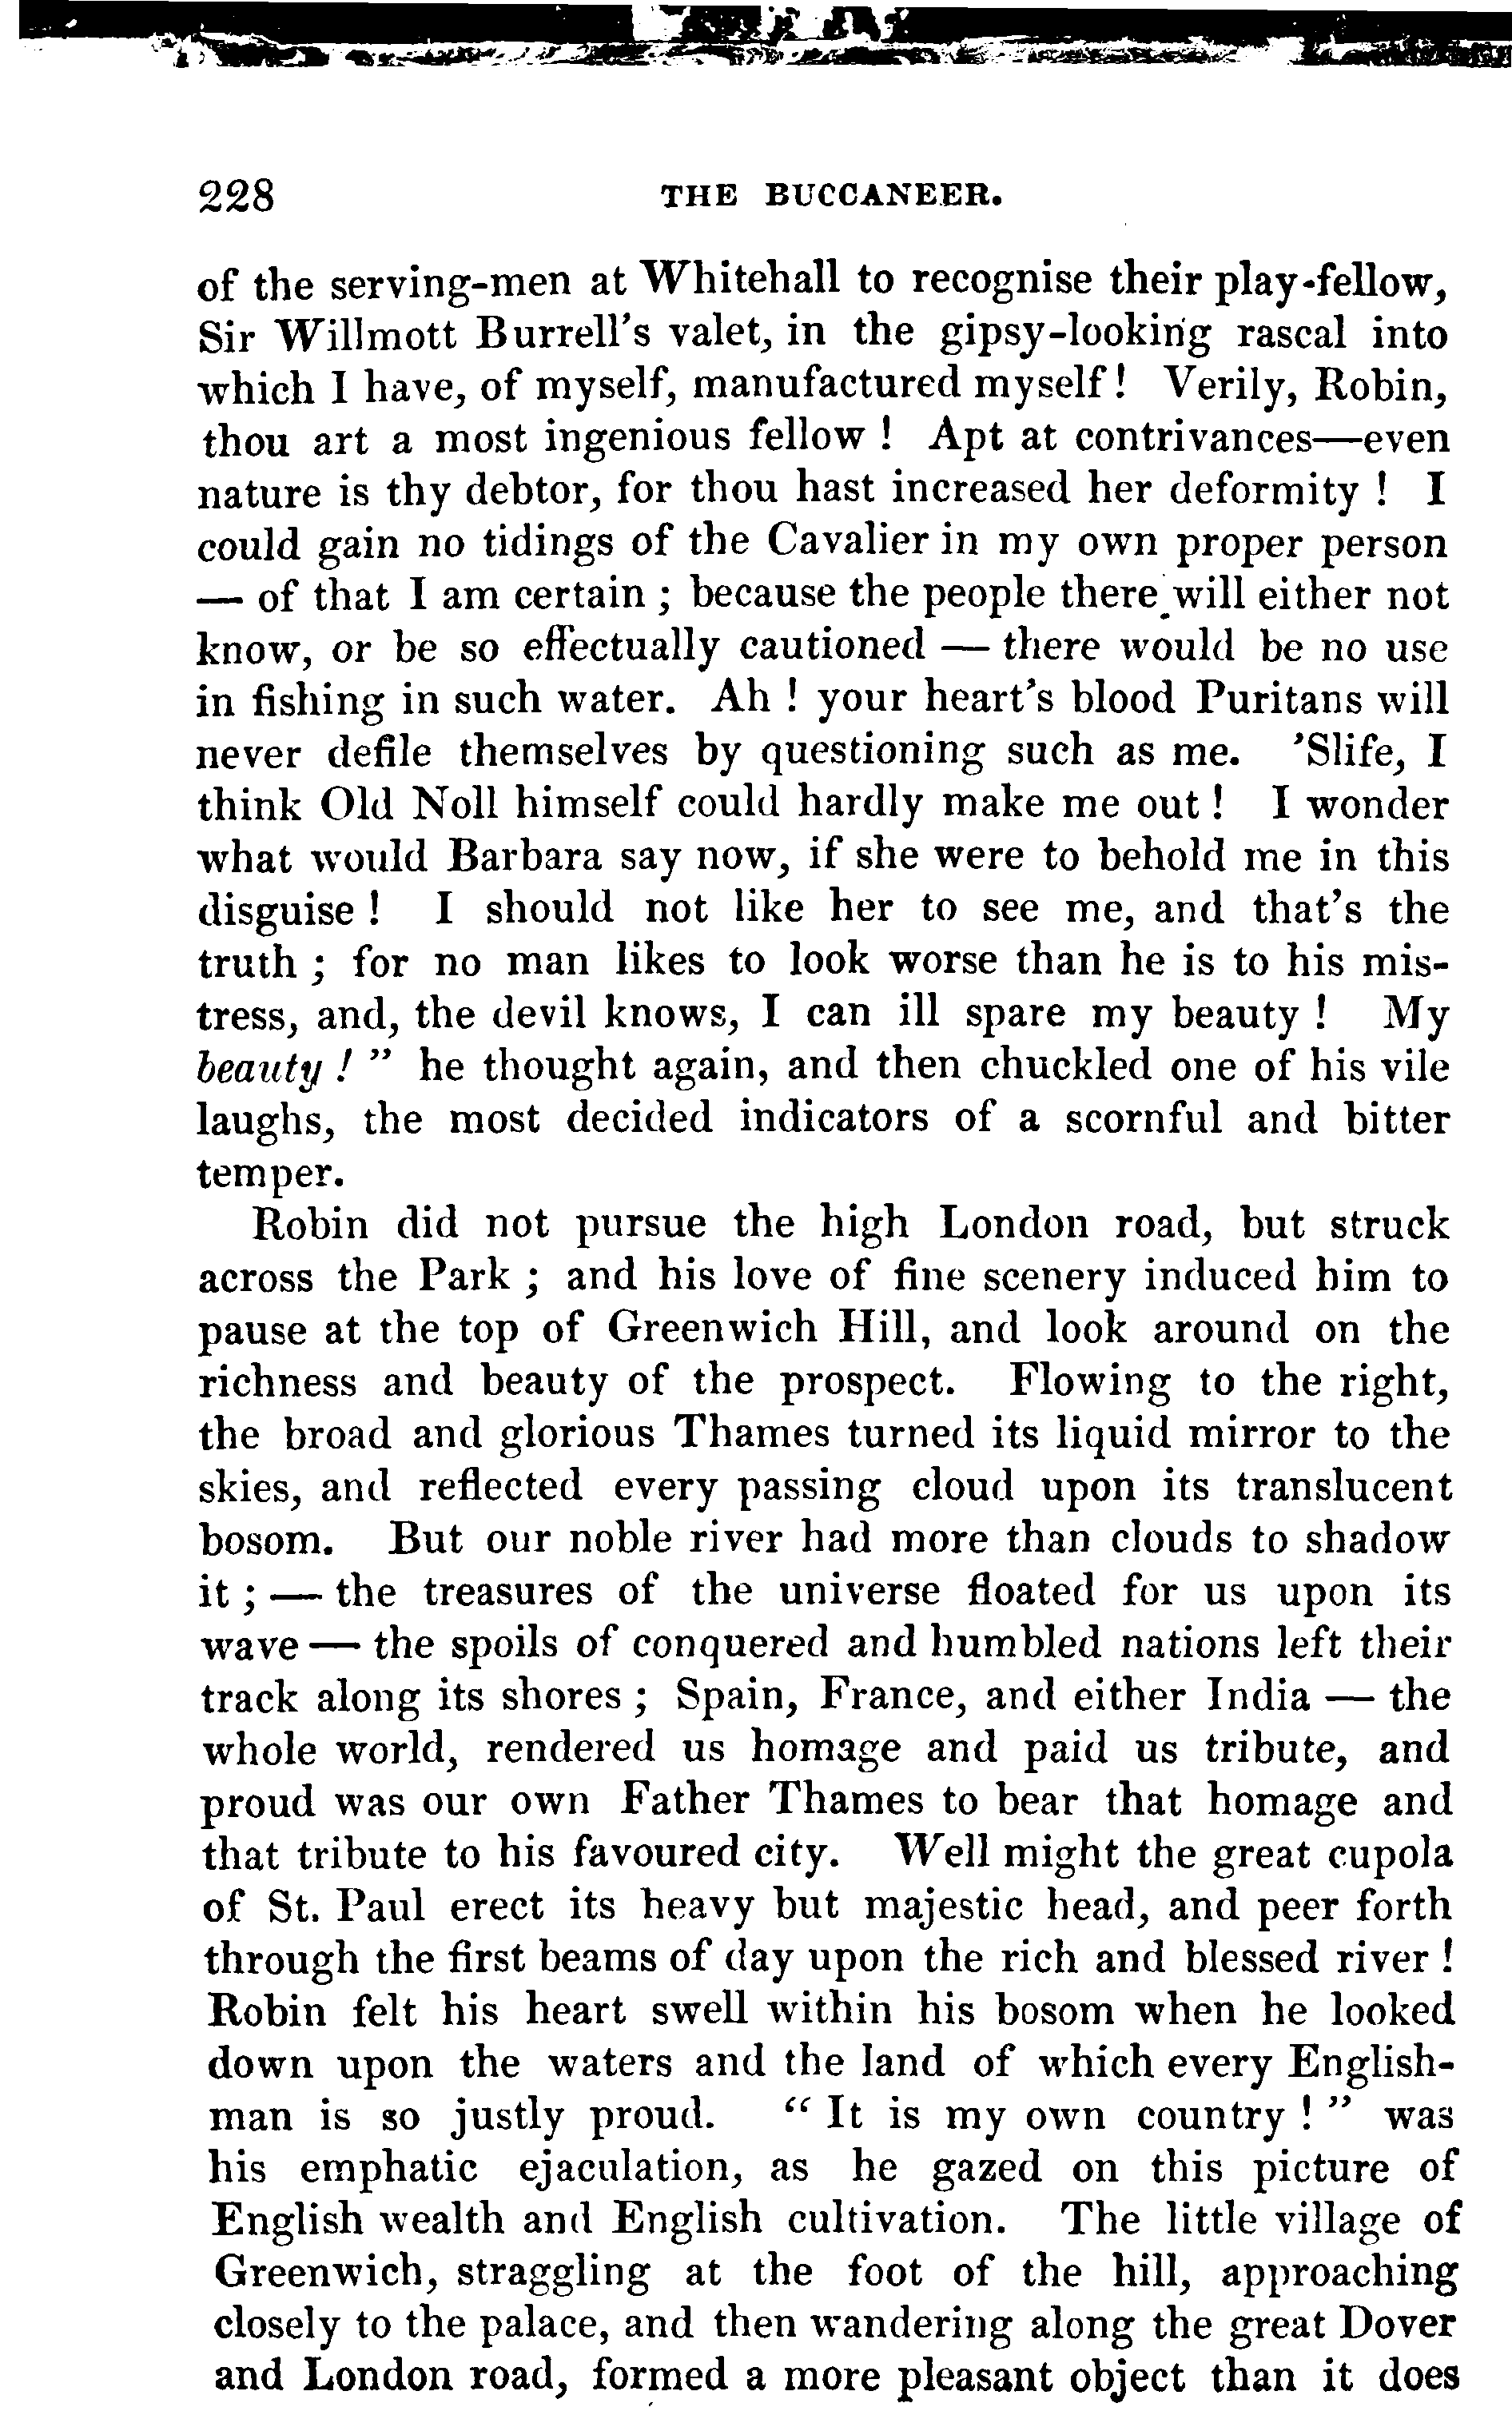 228 THE BUCCANEER.
of the serving-men at Whitehall to recognise their play-fellow,
Sir Willmott Burrell's valet, in the gipsy-looking rascal into
which I have, of myself, manufactured myself! Verily, Robin,
thou art a most ingenious fellow ! Apt at contrivances—even
nature is thy debtor, for thou hast increased her deformity ! I
could gain no tidings of the Cavalier in my own proper person
— of that I am certain ; because the people there will either not
know, or be so effectually cautioned — there would be no use
in fishing in such water. Ah ! your heart's blood Puritans will
never defile themselves by questioning such as me. 'Slife, I
think Old Noll himself could hardly make me out ! I wonder
what would Barbara say now, if she were to behold me in this
disguise ! I should not like her to see me, and that's the
truth ; for no man likes to look worse than he is to his mis-
tress, and, the devil knows, I can ill spare my beauty ! My
beauty ! " he thought again, and then chuckled one of his vile
laughs, the most decided indicators of a scornful and bitter
temper.
Robin did not pursue the high London road, but struck
across the Park ; and his love of fine scenery induced him to
pause at the top of Greenwich Hill, and look around on the
richness and beauty of the prospect. Flowing to the right,
the broad and glorious Thames turned its liquid mirror to the
skies, and reflected every passing cloud upon its translucent
bosom. But our noble river had more than clouds to shadow
it ; — the treasures of the universe floated for us upon its
wave — the spoils of conquered and humbled nations left their
track along its shores ; Spain, France, and either India — the
whole world, rendered us homage and paid us tribute, and
proud was our own Father Thames to bear that homage and
that tribute to his favoured city. Well might the great cupola
of St. Paul erect its heavy but majestic head, and peer forth
through the first beams of day upon the rich and blessed river !
Robin felt his heart swell within his bosom when he looked
down upon the waters and the land of which every English-
man is so justly proud. " It is my own country ! " was
his emphatic ejaculation, as he gazed on this picture of
English wealth and English cultivation. The little village of
Greenwich, straggling at the foot of the hill, approaching
closely to the palace, and then wandering along the great Dover
and London road, formed a more pleasant object than it does